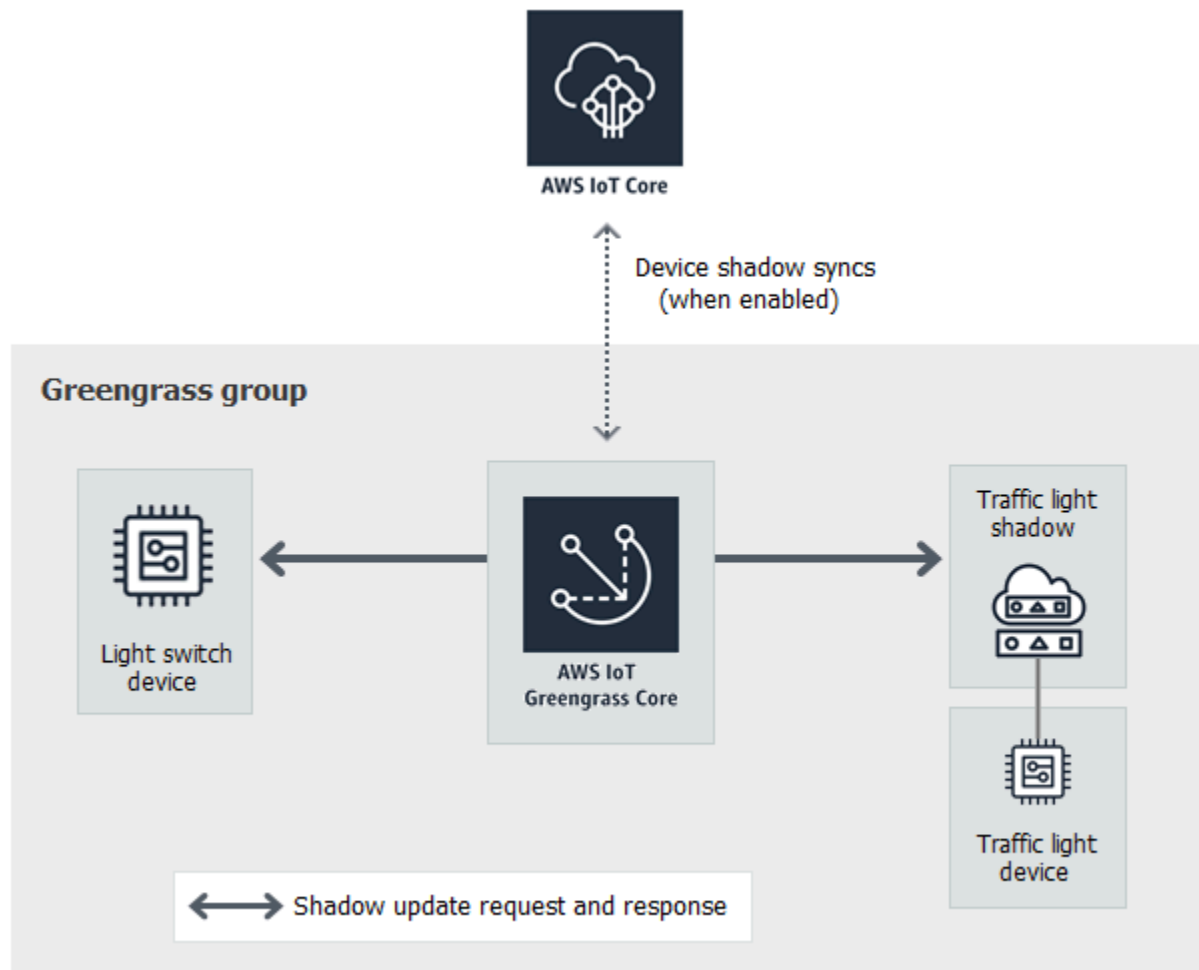 AWS IoT Core
Device shadow syncs
(when enabled)
Greengrass group
Light switch
device
AWS IoT
Greengrass Core
Traffic light
shadow
Traffic light
device
Shadow update request and response